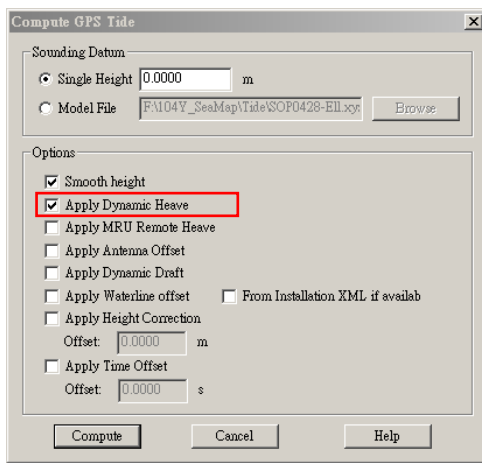 Compute GPS Tide
Sounding Datum
Single Height 0.0000 m
Model File F:\104Y_SeaMap\Tide\SOP0428-Ell.xy: Browse
Options
Smooth height
Apply Dynamic Heave
Apply MRU Remote Heave
Apply Antenna Offset
Apply Dynamic Draft
Apply Waterline offset From Installation XML if availab
Apply Height Correction
Offset: 0.0000 m
Apply Time Offset
Offset: 0.0000 s
Compute Cancel Help